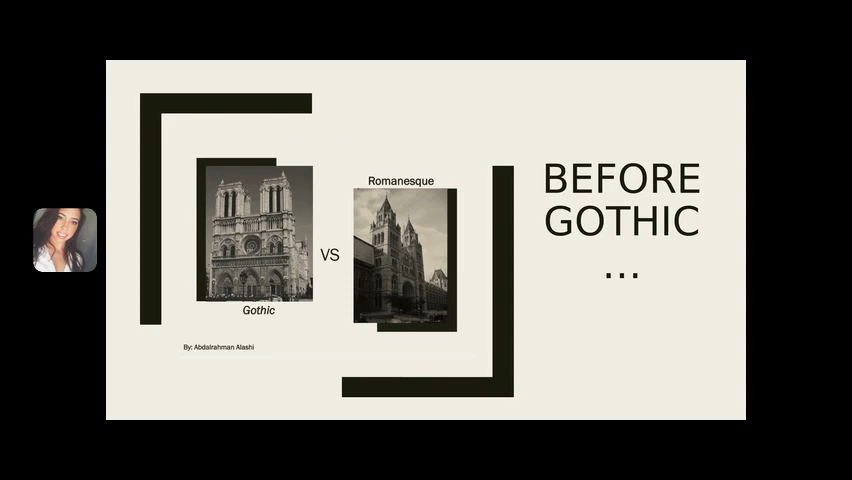 Romanesque
VS
Gothic
By: Abdalrahman Alashi
BEFORE
GOTHIC
...